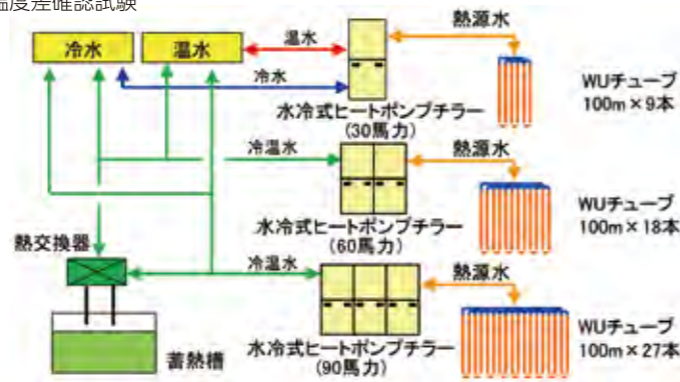 温度差確認試験
冷水
温水
温水
冷水
熱源水
水冷式ヒートポンプチラー
(30馬力)
WUチューブ
100m×9本
冷温水
熱源水
水冷式ヒートポンプチラー
(60馬力)
WUチューブ
100m×18本
熱交換器
冷温水
熱源水
蓄熱槽
水冷式ヒートポンプチラー
(90馬力)
WUチューブ
100m×27本